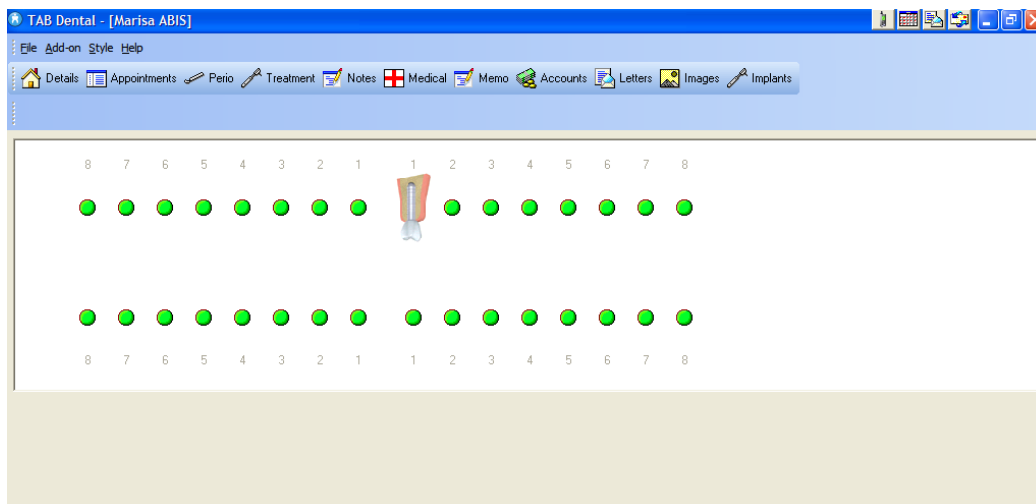 TAB Dental - [Marisa ABIS]
File Add-on Style Help
Details Appointments Perio Treatment Notes Medical Memo Accounts Letters Images Implants
8 7 6 5 4 3 2 1 1 2 3 4 5 6 7 8
8 7 6 5 4 3 2 1 1 2 3 4 5 6 7 8